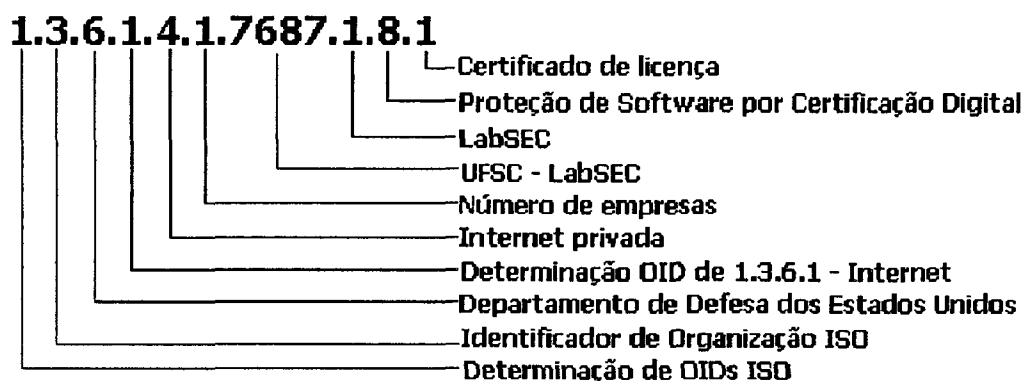 1.3.6.1.4.1.7687.1.8.1
Certificado de licença
Proteção de Software por Certificação Digital
LabSEC
UFSC - LabSEC
Número de empresas
Internet privada
Determinação OID de 1.3.6.1 - Internet
Departamento de Defesa dos Estados Unidos
Identificador de Organização ISO
Determinação de OIDs ISO